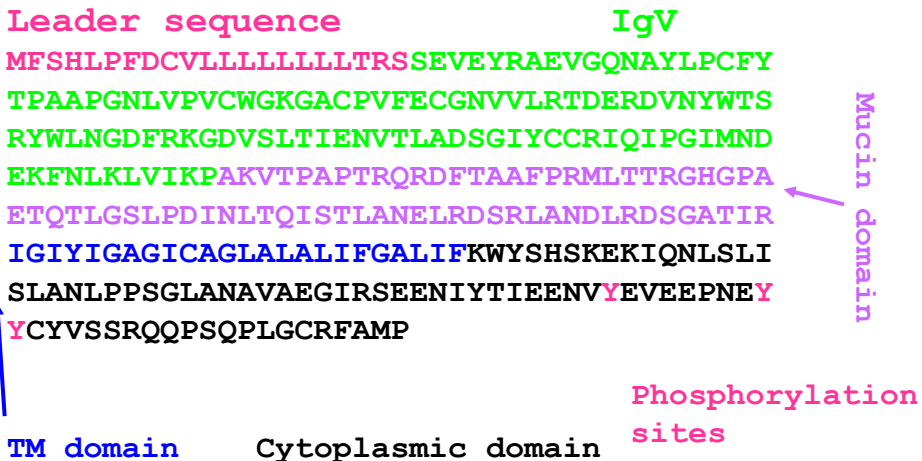 Leader sequence IgV
MFSHLPFDCVLLLLLLLLTRSSEVEYRAEVGQNAYLPCFY
TPAAPGNLVPVCWGKGACPVFECGNVVLRTDERDVNYWTS
RYWLNGDFRKGDVSLTIENVTLADSGIYCCRIQIPGIMND
EKFNLKLVIKPAKVTPAPTRQRDFTAAFPRMLTTRGHGPA
ETQTLGSLPDINLTQISTLANELRDSRLANDLRDSGATIR
IGIYIGAGICAGLALALIFGALIFKWYSHSKEKIQNLSLI
SLANLPPSGLANAVAEGIRSEENIYTIEENVYEVEEPNEY
YCYVSSRQQPSQPLGCRFAMP
Mucin domain
Phosphorylation
sites
TM domain Cytoplasmic domain